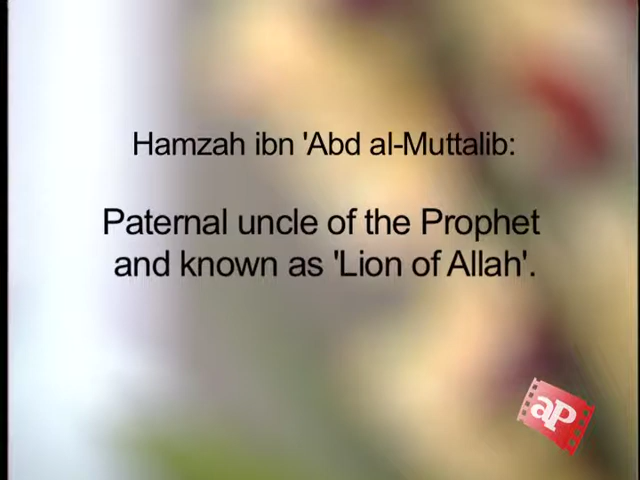 Hamzah ibn 'Abd al-Muttalib:
Paternal uncle of the Prophet
and known as 'Lion of Allah'.
aP